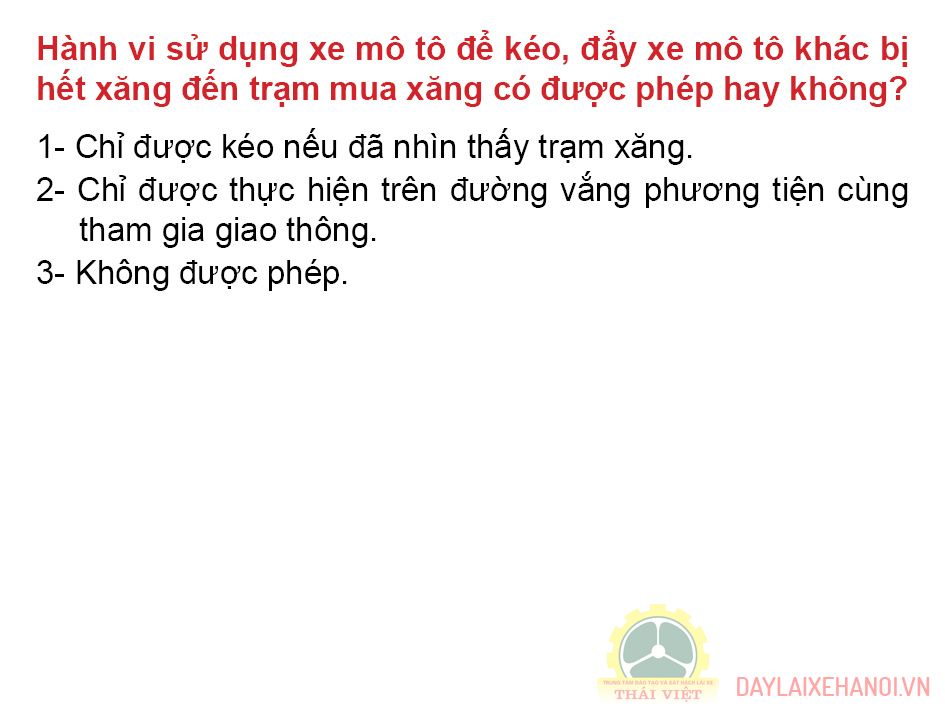 Hành vi sử dụng xe mô tô để kéo, đẩy xe mô tô khác bị
hết xăng đến trạm mua xăng có được phép hay không?
1- Chỉ được kéo nếu đã nhìn thấy trạm xăng.
2- Chỉ được thực hiện trên đường vắng phương tiện cùng
tham gia giao thông.
3- Không được phép.
TRUNG TÂM ĐÀO TẠO VÀ SÁT HẠCH LÁI XE
THÁI VIỆT
DAYLAIXEHANOI.VN